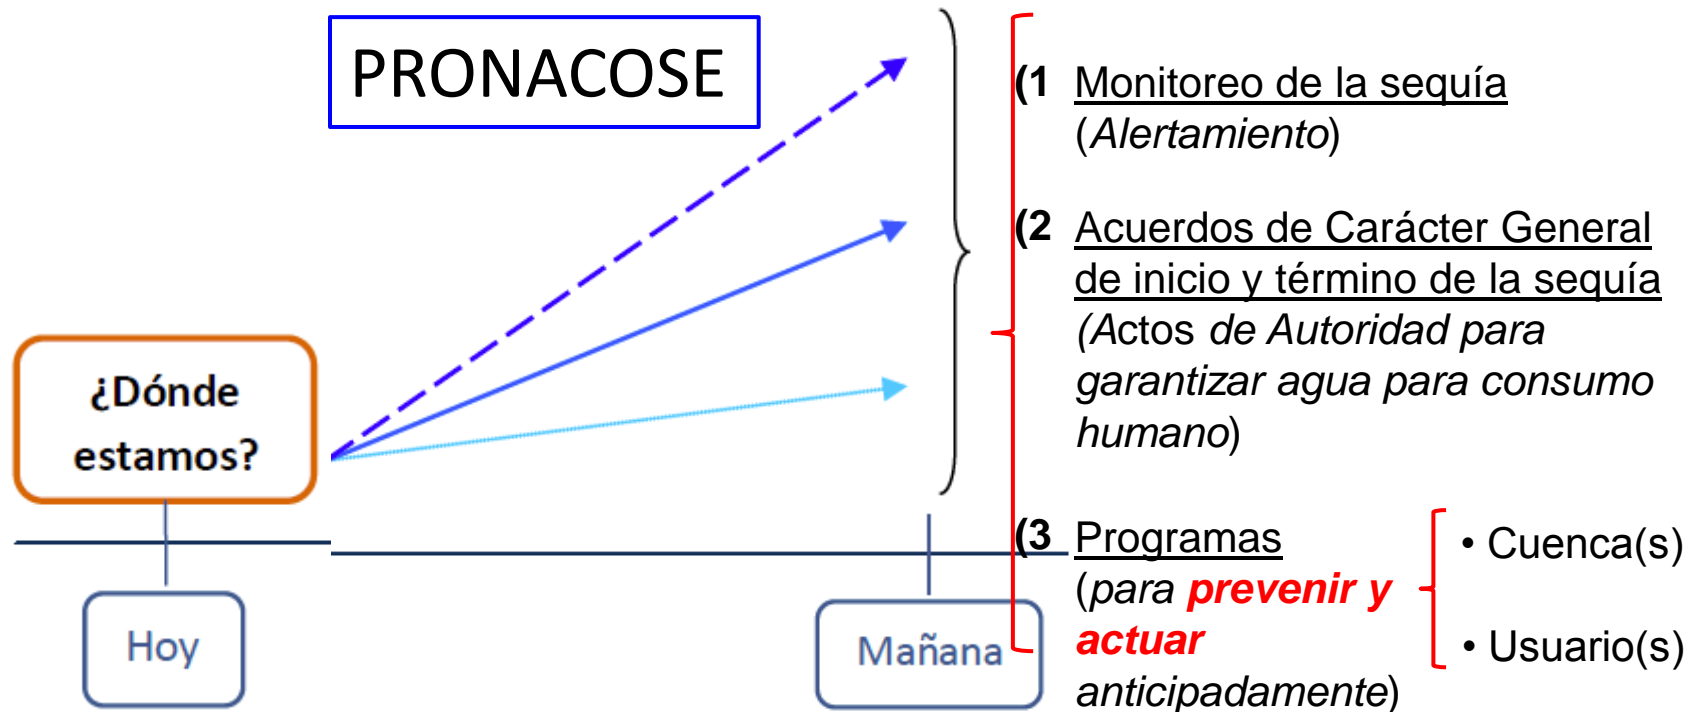 PRONACOSE
¿Dónde
estamos?
Hoy
Mañana
(1 Monitoreo de la sequía
(Alertamiento)
(2 Acuerdos de Carácter General
de inicio y término de la sequía
(Actos de Autoridad para
garantizar agua para consumo
humano)
(3 Programas
(para prevenir y
actuar
anticipadamente)
• Cuenca(s)
• Usuario(s)